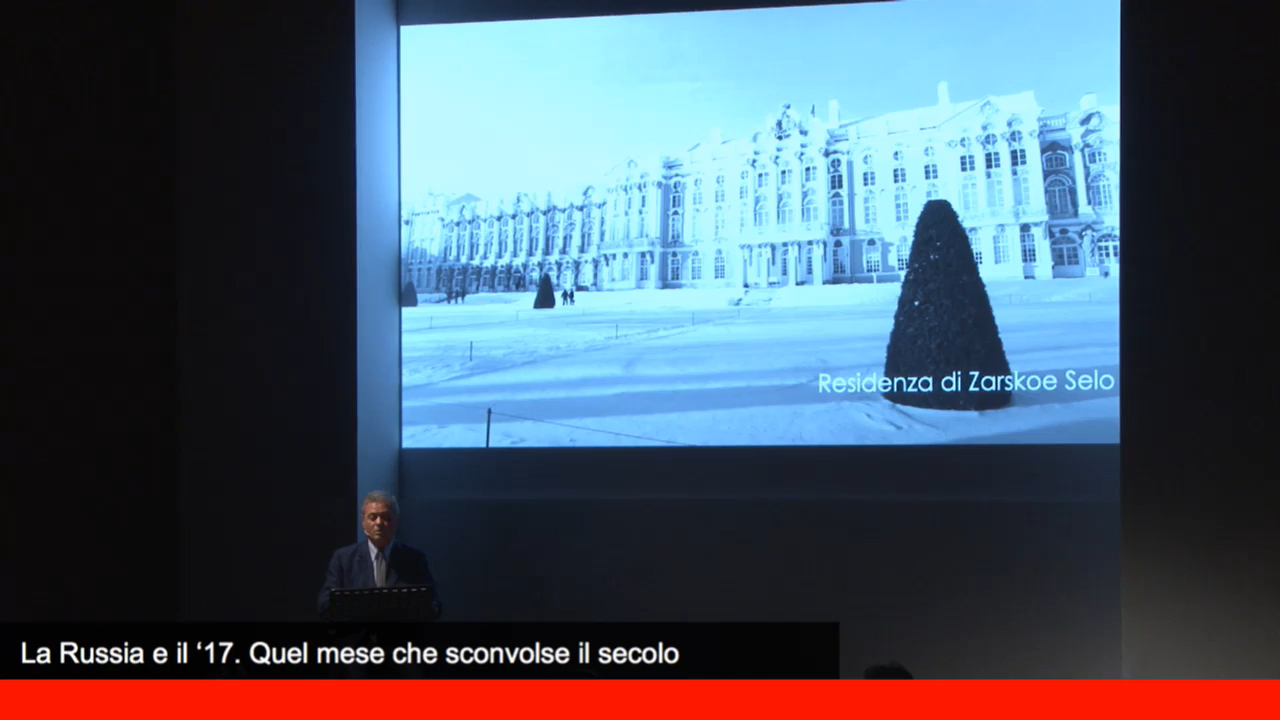 Residenza di Zarskoe Selo
La Russia e il ‘17. Quel mese che sconvolse il secolo